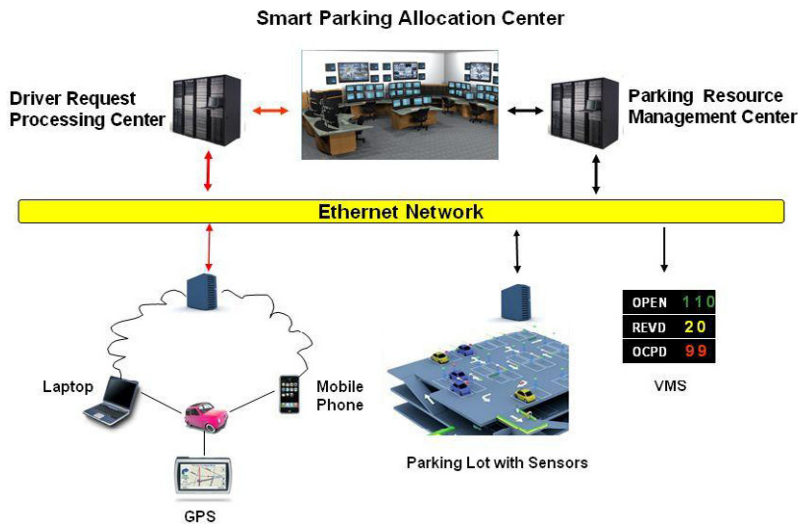 Smart Parking Allocation Center
Driver Request
Processing Center
Parking Resource
Management Center
Ethernet Network
OPEN 110
REVD 20
OCPD 99
VMS
Laptop
Mobile
Phone
GPS
Parking Lot with Sensors